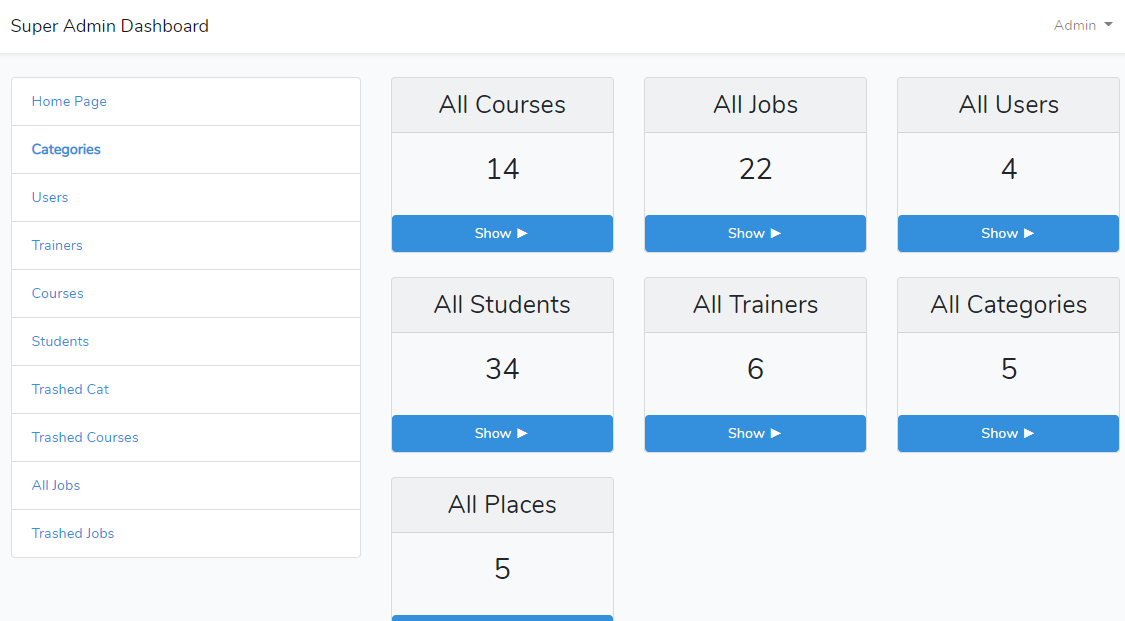 Super Admin Dashboard
Admin
Home Page
Categories
Users
Trainers
Courses
Students
Trashed Cat
Trashed Courses
All Jobs
Trashed Jobs
All Courses
14
Show ►
All Jobs
22
Show ►
All Users
4
Show ►
All Students
34
Show ►
All Trainers
6
Show ►
All Categories
5
Show ►
All Places
5